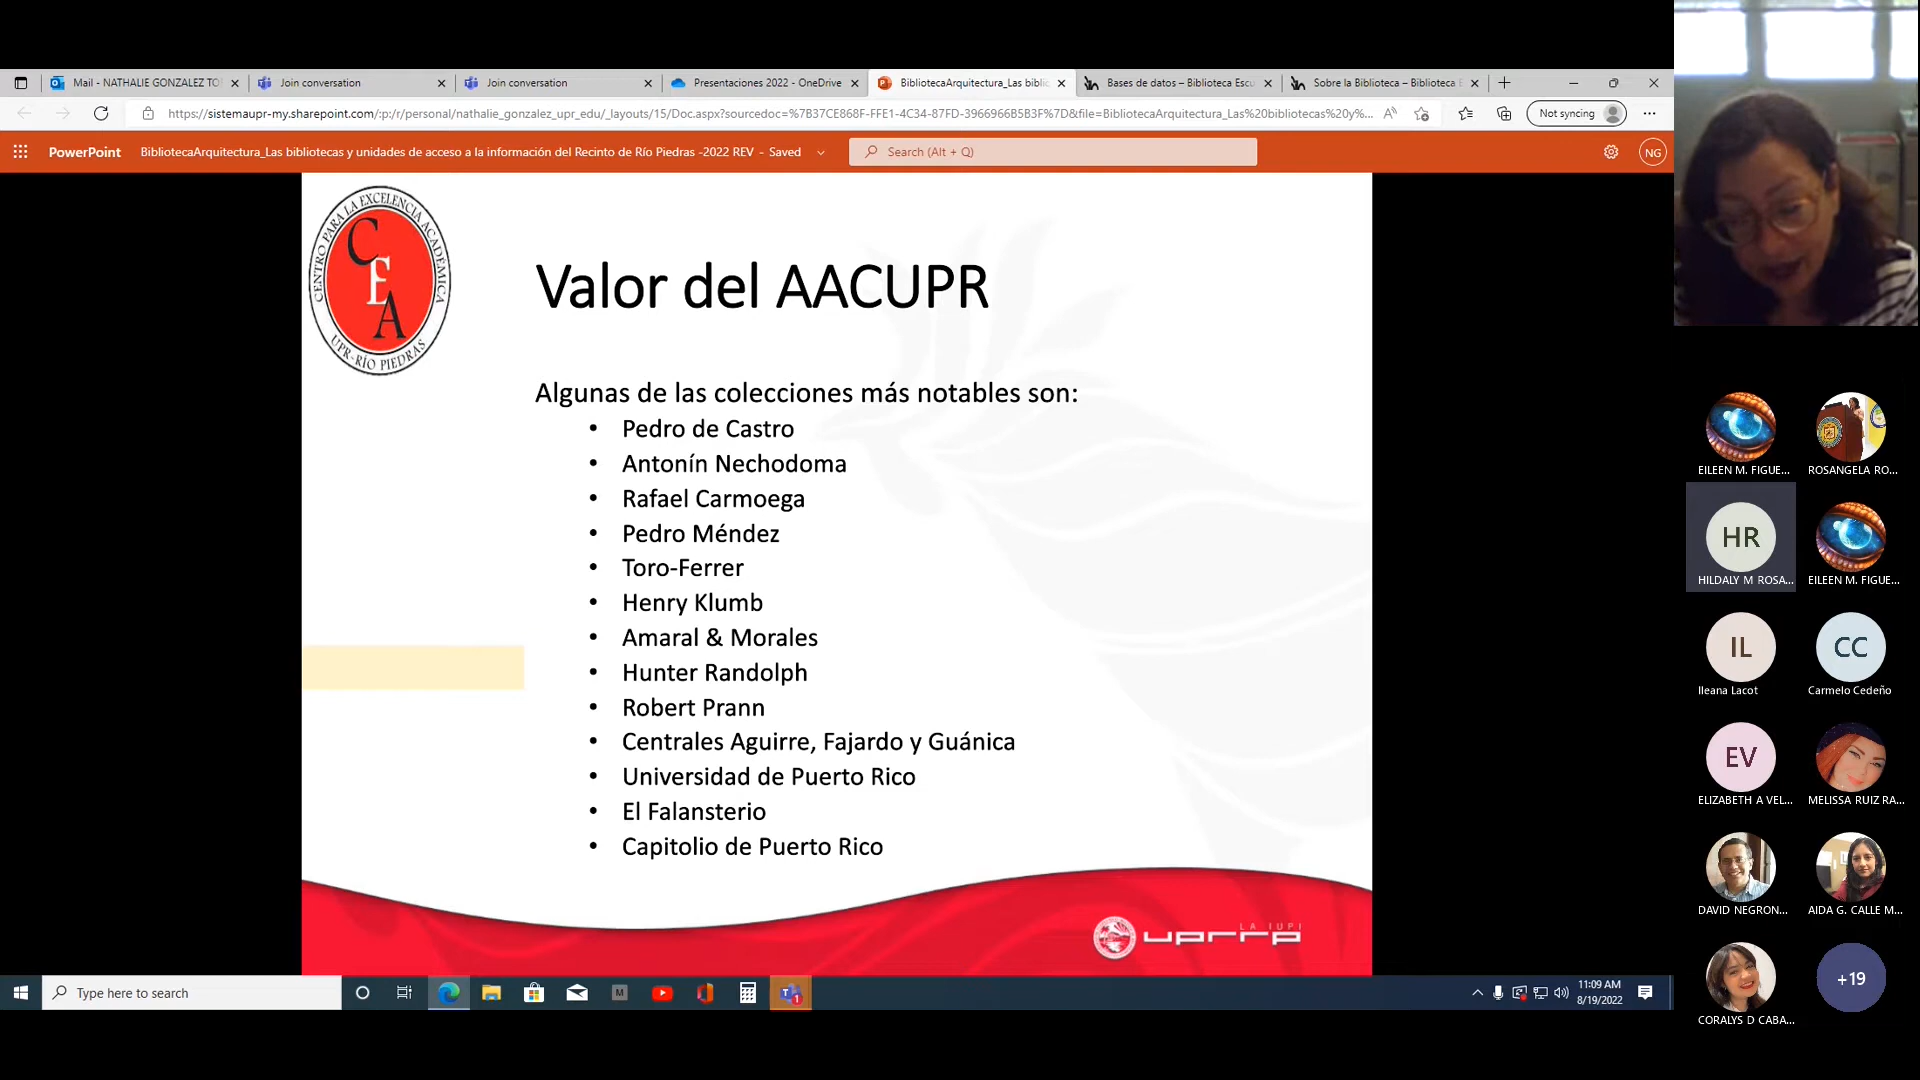 Mail - NATHALIE GONZALEZ TO
Join conversation
Join conversation
Presentaciones 2022 - OneDrive
BibliotecaArquitectura_Las bibli
Bases de datos – Biblioteca Escu
Sobre la Biblioteca – Biblioteca E
https://sistemaupr-my.sharepoint.com/:p:/r/personal/nathalie_gonzalez_upr_edu/_layouts/15/Doc.aspx?sourcedoc=%7B37CE868F-FFE1-4C34-87FD-3966966B5B3F%7D&file=BibliotecaArquitectura_Las%20bibliotecas%20y%...
Not syncing
PowerPoint
BibliotecaArquitectura_Las bibliotecas y unidades de acceso a la información del Recinto de Río Piedras -2022 REV - Saved
Search (Alt + Q)
NG
CENTRO PARA LA EXCELENCIA ACADÉMICA
CEA
UPR-RÍO PIEDRAS
Valor del AACUPR
Algunas de las colecciones más notables son:
• Pedro de Castro
• Antonín Nechodoma
• Rafael Carmoega
• Pedro Méndez
• Toro-Ferrer
• Henry Klumb
• Amaral & Morales
• Hunter Randolph
• Robert Prann
• Centrales Aguirre, Fajardo y Guánica
• Universidad de Puerto Rico
• El Falansterio
• Capitolio de Puerto Rico
LA IUPI
uprrp
Type here to search
11:09 AM
8/19/2022
EILEEN M. FIGUE...
ROSANGELA RO...
HR
HILDALY M ROSA...
EILEEN M. FIGUE...
IL
Ileana Lacot
CC
Carmelo Cedeño
EV
ELIZABETH A VEL...
MELISSA RUIZ RA...
DAVID NEGRON...
AIDA G. CALLE M...
CORALYS D CABA...
+19